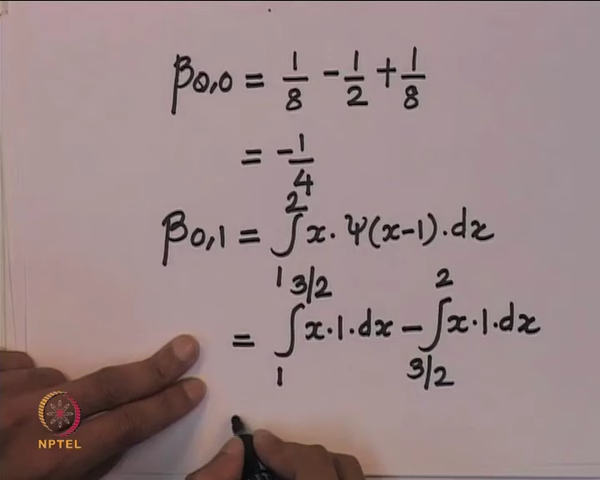 β0,0 = 1/8 - 1/2 + 1/8
= -1/4
β0,1 = ∫₁² x· ψ(x-1)·dx
= ∫₁^{3/2} x·1·dx - ∫_{3/2}² x·1·dx
NPTEL